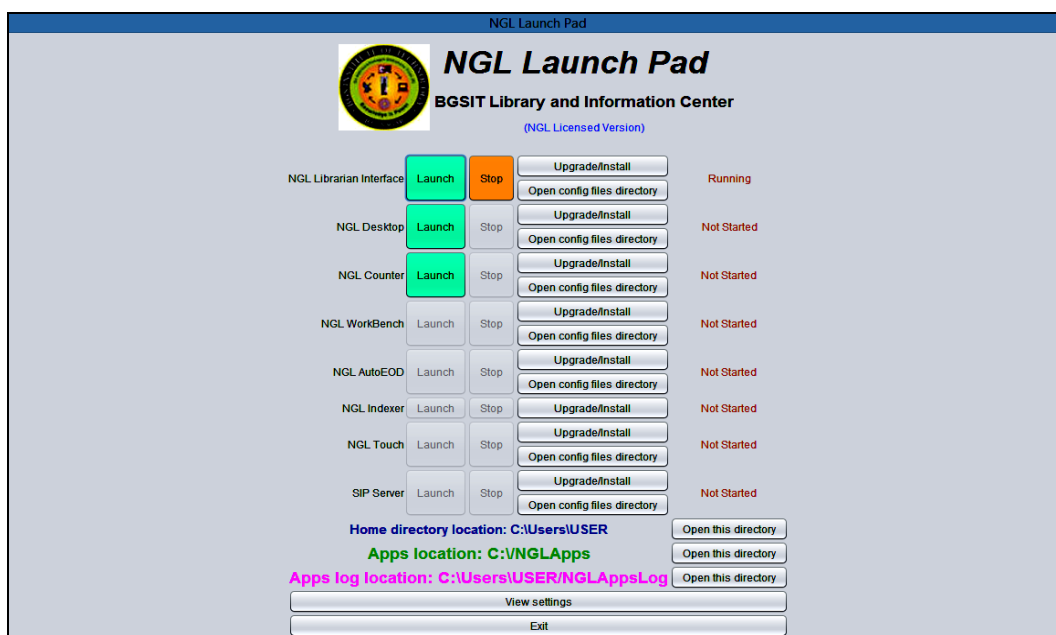 NGL Launch Pad
NGL Launch Pad
BGSIT Library and Information Center
(NGL Licensed Version)
NGL Librarian Interface Launch Stop Upgrade/Install Running
Open config files directory
NGL Desktop Launch Stop Upgrade/Install Not Started
Open config files directory
NGL Counter Launch Stop Upgrade/Install Not Started
Open config files directory
NGL WorkBench Launch Stop Upgrade/Install Not Started
Open config files directory
NGL AutoEOD Launch Stop Upgrade/Install Not Started
Open config files directory
NGL Indexer Launch Stop Upgrade/Install Not Started
NGL Touch Launch Stop Upgrade/Install Not Started
Open config files directory
SIP Server Launch Stop Upgrade/Install Not Started
Open config files directory
Home directory location: C:\Users\USER Open this directory
Apps location: C:\/NGLApps Open this directory
Apps log location: C:\Users\USER/NGLAppsLog Open this directory
View settings
Exit